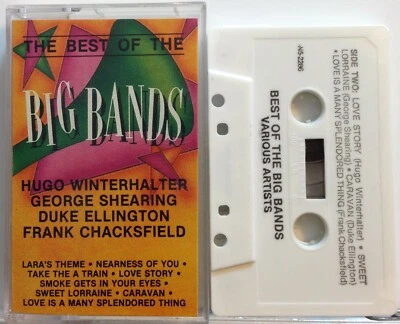 THE BEST OF THE
BIG BANDS
HUGO WINTERHALTER
GEORGE SHEARING
DUKE ELLINGTON
FRANK CHACKSFIELD
LARA'S THEME • NEARNESS OF YOU •
TAKE THE A TRAIN • LOVE STORY •
SMOKE GETS IN YOUR EYES •
SWEET LORRAINE • CARAVAN •
LOVE IS A MANY SPLENDORED THING
BEST OF THE BIG BANDS
VARIOUS ARTISTS
SIDE TWO: LOVE STORY (Hugo Winterhalter) • SWEET
LORRAINE (George Shearing) • CARAVAN (Duke Ellington)
• LOVE IS A MANY SPLENDORED THING (Frank Chacksfield)